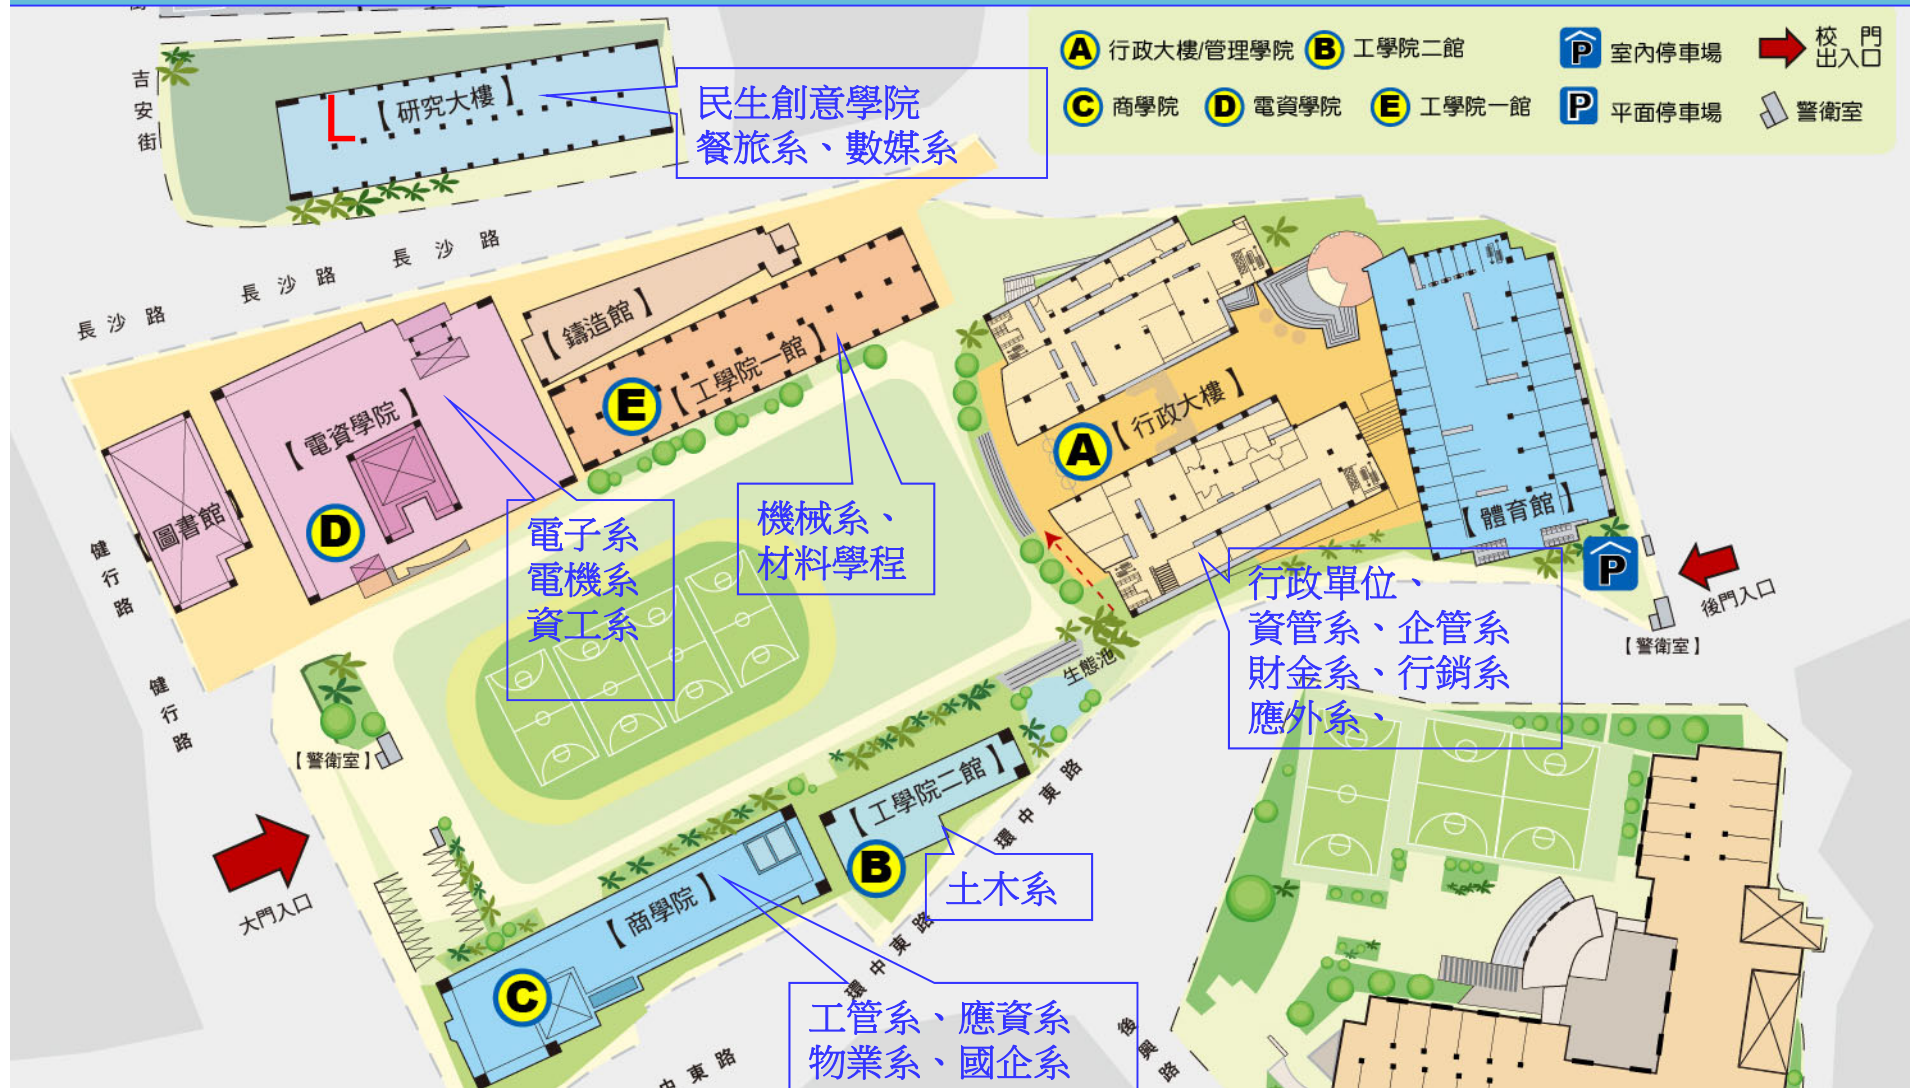 A 行政大樓/管理學院 B 工學院二館 P 室內停車場 校門出入口
C 商學院 D 電資學院 E 工學院一館 P 平面停車場 警衛室
吉安街
L
【研究大樓】
民生創意學院
餐旅系、數媒系
長沙路
長沙路
長沙路
【鑄造館】
【工學院一館】
E
【電資學院】
D
圖書館
電子系
電機系
資工系
機械系、
材料學程
【行政大樓】
A
【體育館】
P
後門入口
【警衛室】
行政單位、
資管系、企管系
財金系、行銷系
應外系、
生態池
健行路
健行路
【警衛室】
大門入口
【工學院二館】
B
土木系
環中東路
環中東路
【商學院】
C
工管系、應資系
物業系、國企系
中東路
後興路